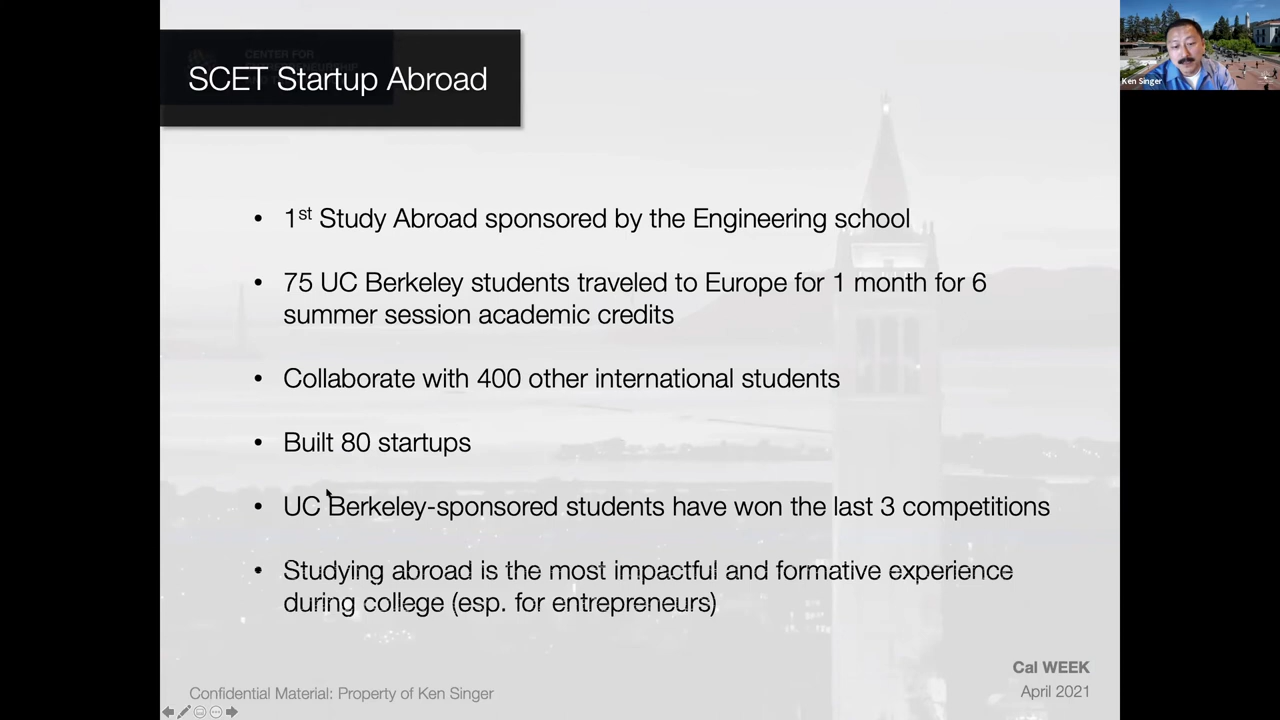 CENTER FOR
SCET Startup Abroad
Ken Singer
• 1st Study Abroad sponsored by the Engineering school
• 75 UC Berkeley students traveled to Europe for 1 month for 6
summer session academic credits
• Collaborate with 400 other international students
• Built 80 startups
• UC Berkeley-sponsored students have won the last 3 competitions
• Studying abroad is the most impactful and formative experience
during college (esp. for entrepreneurs)
Cal WEEK
Confidential Material: Property of Ken Singer
April 2021